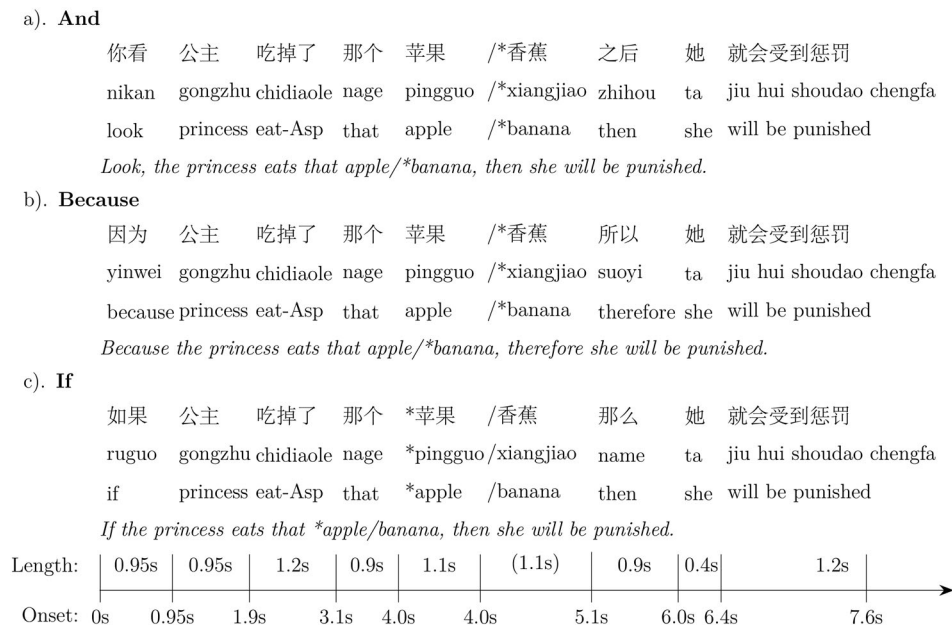 a). And
你看 公主 吃掉了 那个 苹果 /*香蕉 之后 她 就会受到惩罚
nikan gongzhu chidiaole nage pingguo /*xiangjiao zhihou ta jiu hui shoudao chengfa
look princess eat-Asp that apple /*banana then she will be punished
Look, the princess eats that apple/*banana, then she will be punished.
b). Because
因为 公主 吃掉了 那个 苹果 /*香蕉 所以 她 就会受到惩罚
yinwei gongzhu chidiaole nage pingguo /*xiangjiao suoyi ta jiu hui shoudao chengfa
because princess eat-Asp that apple /*banana therefore she will be punished
Because the princess eats that apple/*banana, therefore she will be punished.
c). If
如果 公主 吃掉了 那个 *苹果 /香蕉 那么 她 就会受到惩罚
ruguo gongzhu chidiaole nage *pingguo /xiangjiao name ta jiu hui shoudao chengfa
if princess eat-Asp that *apple /banana then she will be punished
If the princess eats that *apple/banana, then she will be punished.
Length: 0.95s 0.95s 1.2s 0.9s 1.1s (1.1s) 0.9s 0.4s 1.2s
Onset: 0s 0.95s 1.9s 3.1s 4.0s 4.0s 5.1s 6.0s 6.4s 7.6s